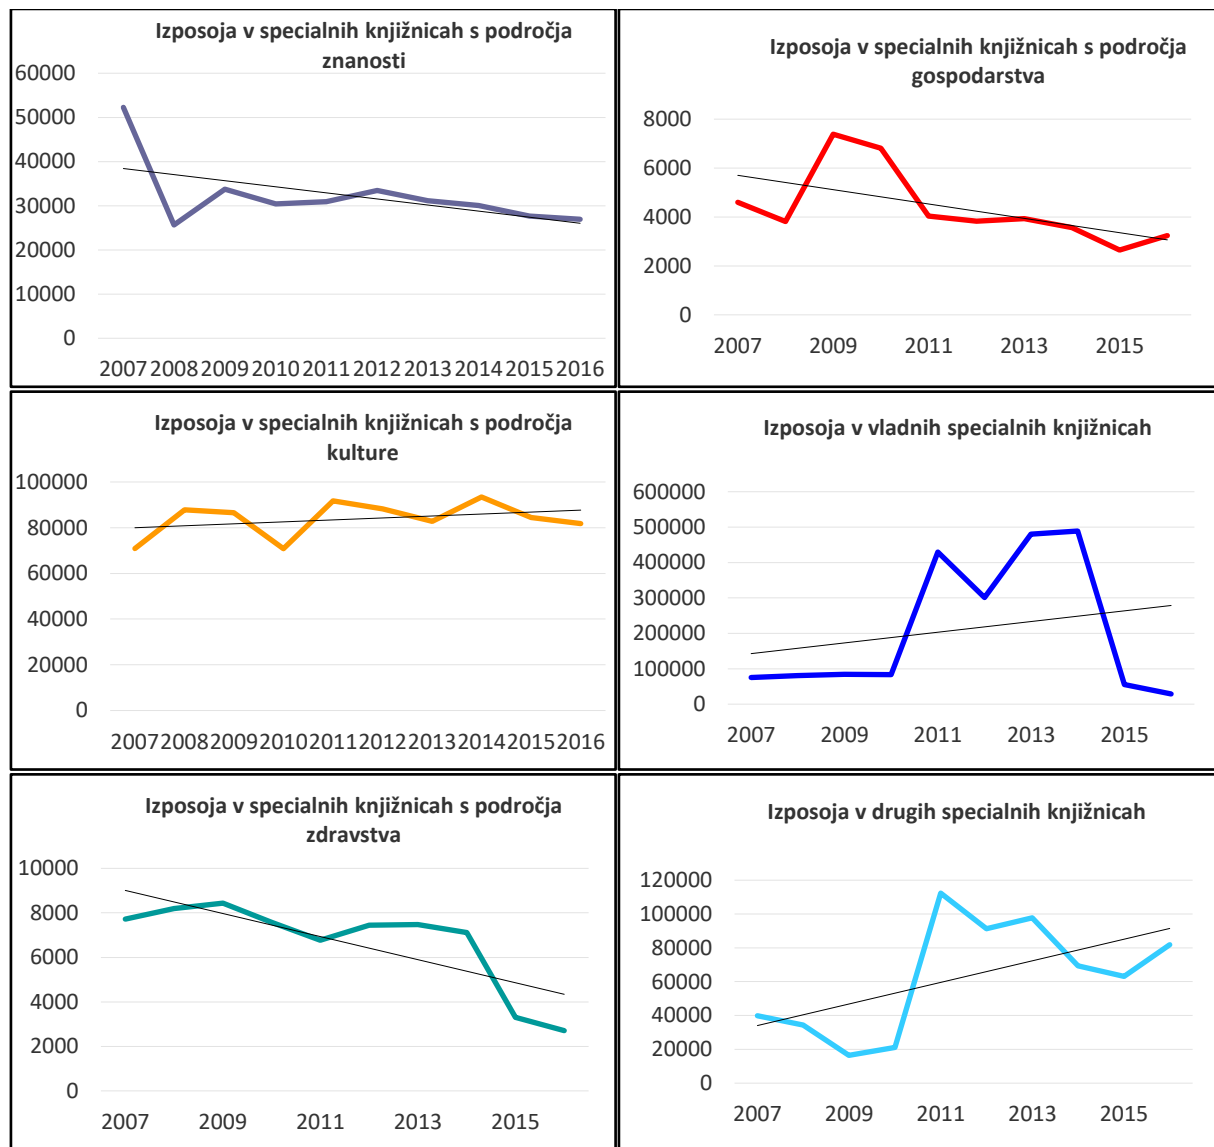 Izposoja v specialnih knjižnicah s področja
znanosti
60000
50000
40000
30000
20000
10000
0
2007 2008 2009 2010 2011 2012 2013 2014 2015 2016
Izposoja v specialnih knjižnicah s področja
gospodarstva
8000
6000
4000
2000
0
2007 2009 2011 2013 2015
Izposoja v specialnih knjižnicah s področja
kulture
100000
80000
60000
40000
20000
0
2007 2008 2009 2010 2011 2012 2013 2014 2015 2016
Izposoja v vladnih specialnih knjižnicah
600000
500000
400000
300000
200000
100000
0
2007 2009 2011 2013 2015
Izposoja v specialnih knjižnicah s področja
zdravstva
10000
8000
6000
4000
2000
0
2007 2009 2011 2013 2015
Izposoja v drugih specialnih knjižnicah
120000
100000
80000
60000
40000
20000
0
2007 2009 2011 2013 2015